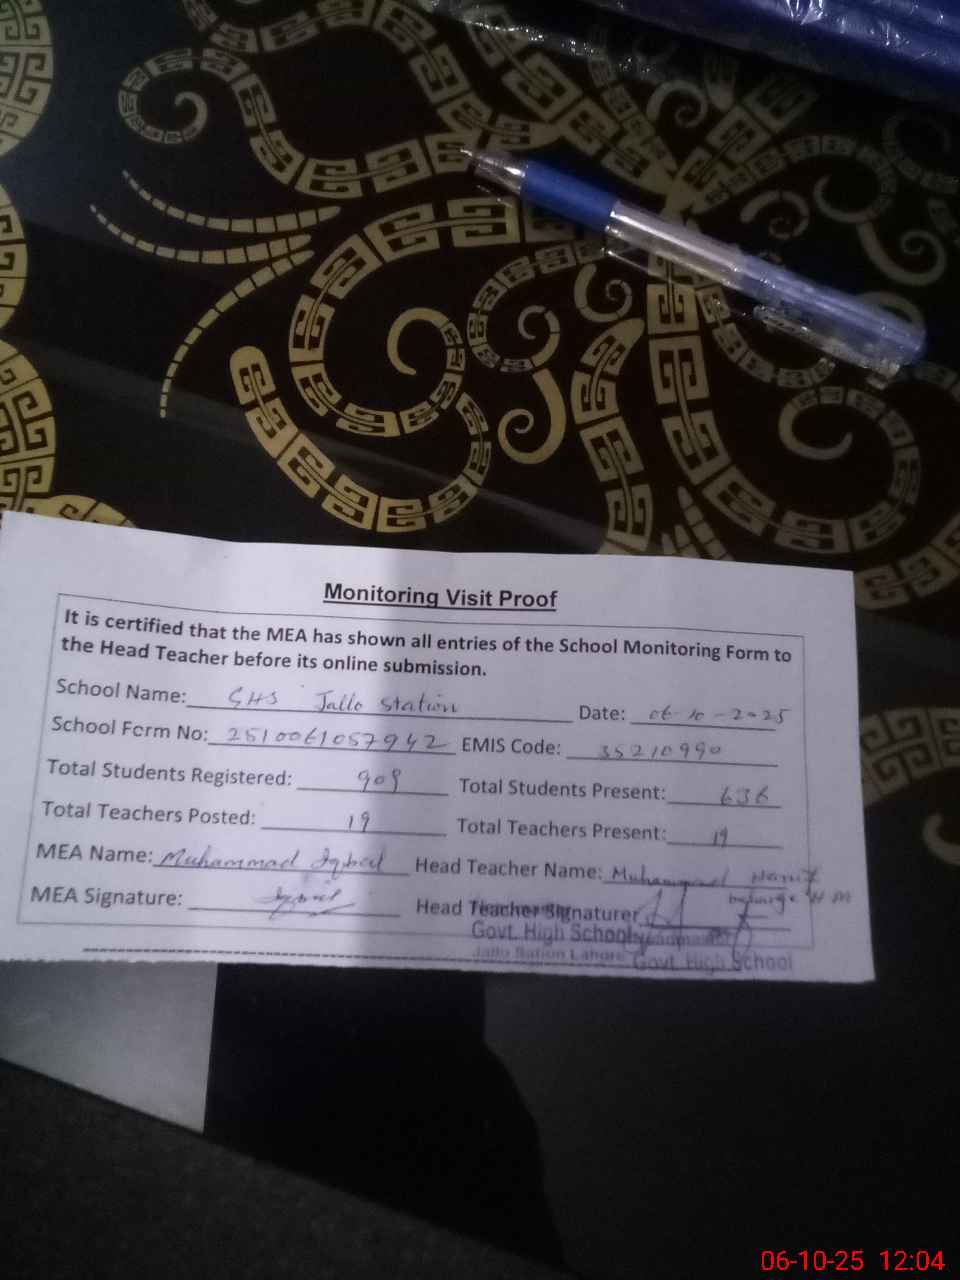 Monitoring Visit Proof
It is certified that the MEA has shown all entries of the School Monitoring Form to
the Head Teacher before its online submission.
School Name: GHS Jallo Station Date: 06-10-2025
School Form No: 2510061057942 EMIS Code: 35210990
Total Students Registered: 909 Total Students Present: 636
Total Teachers Posted: 19 Total Teachers Present: 19
MEA Name: Muhammad Iqbal Head Teacher Name: Muhammad Hanif
Incharge HM
MEA Signature: Head Teacher Signature:
Govt. High School
Jallo Station Lahore
Govt. High School
06-10-25 12:04